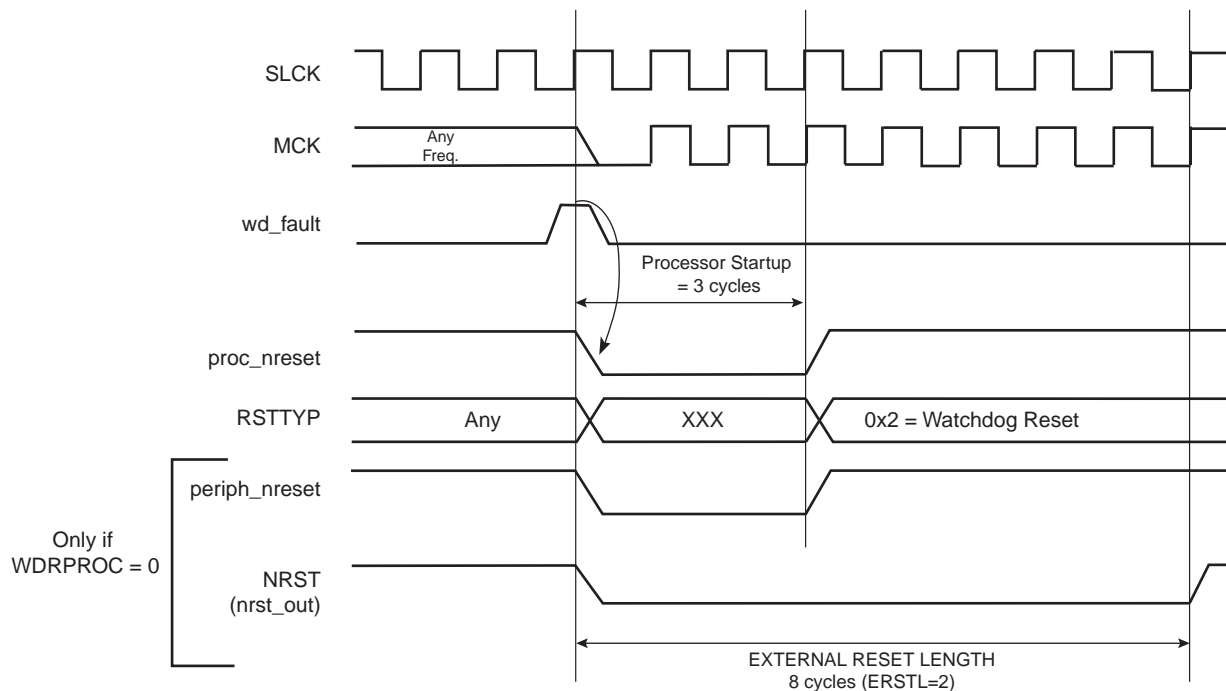 SLCK
MCK
Any
Freq.
wd_fault
Processor Startup
= 3 cycles
proc_nreset
RSTTYP
Any
XXX
0x2 = Watchdog Reset
periph_nreset
Only if
WDRPROC = 0
NRST
(nrst_out)
EXTERNAL RESET LENGTH
8 cycles (ERSTL=2)